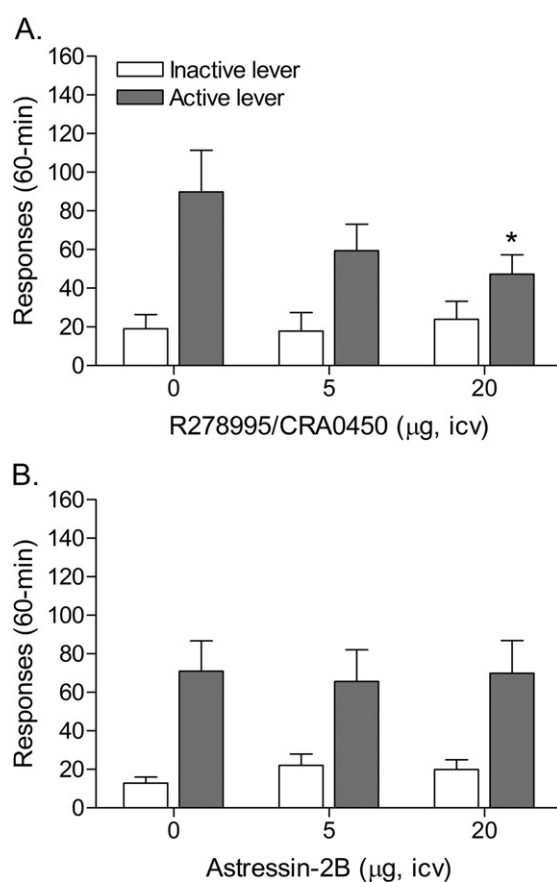 A.
160
140
120
100
80
60
40
20
0
Responses (60-min)
Inactive lever
Active lever
*
0 5 20
R278995/CRA0450 (μg, icv)
B.
160
140
120
100
80
60
40
20
0
Responses (60-min)
0 5 20
Astressin-2B (μg, icv)